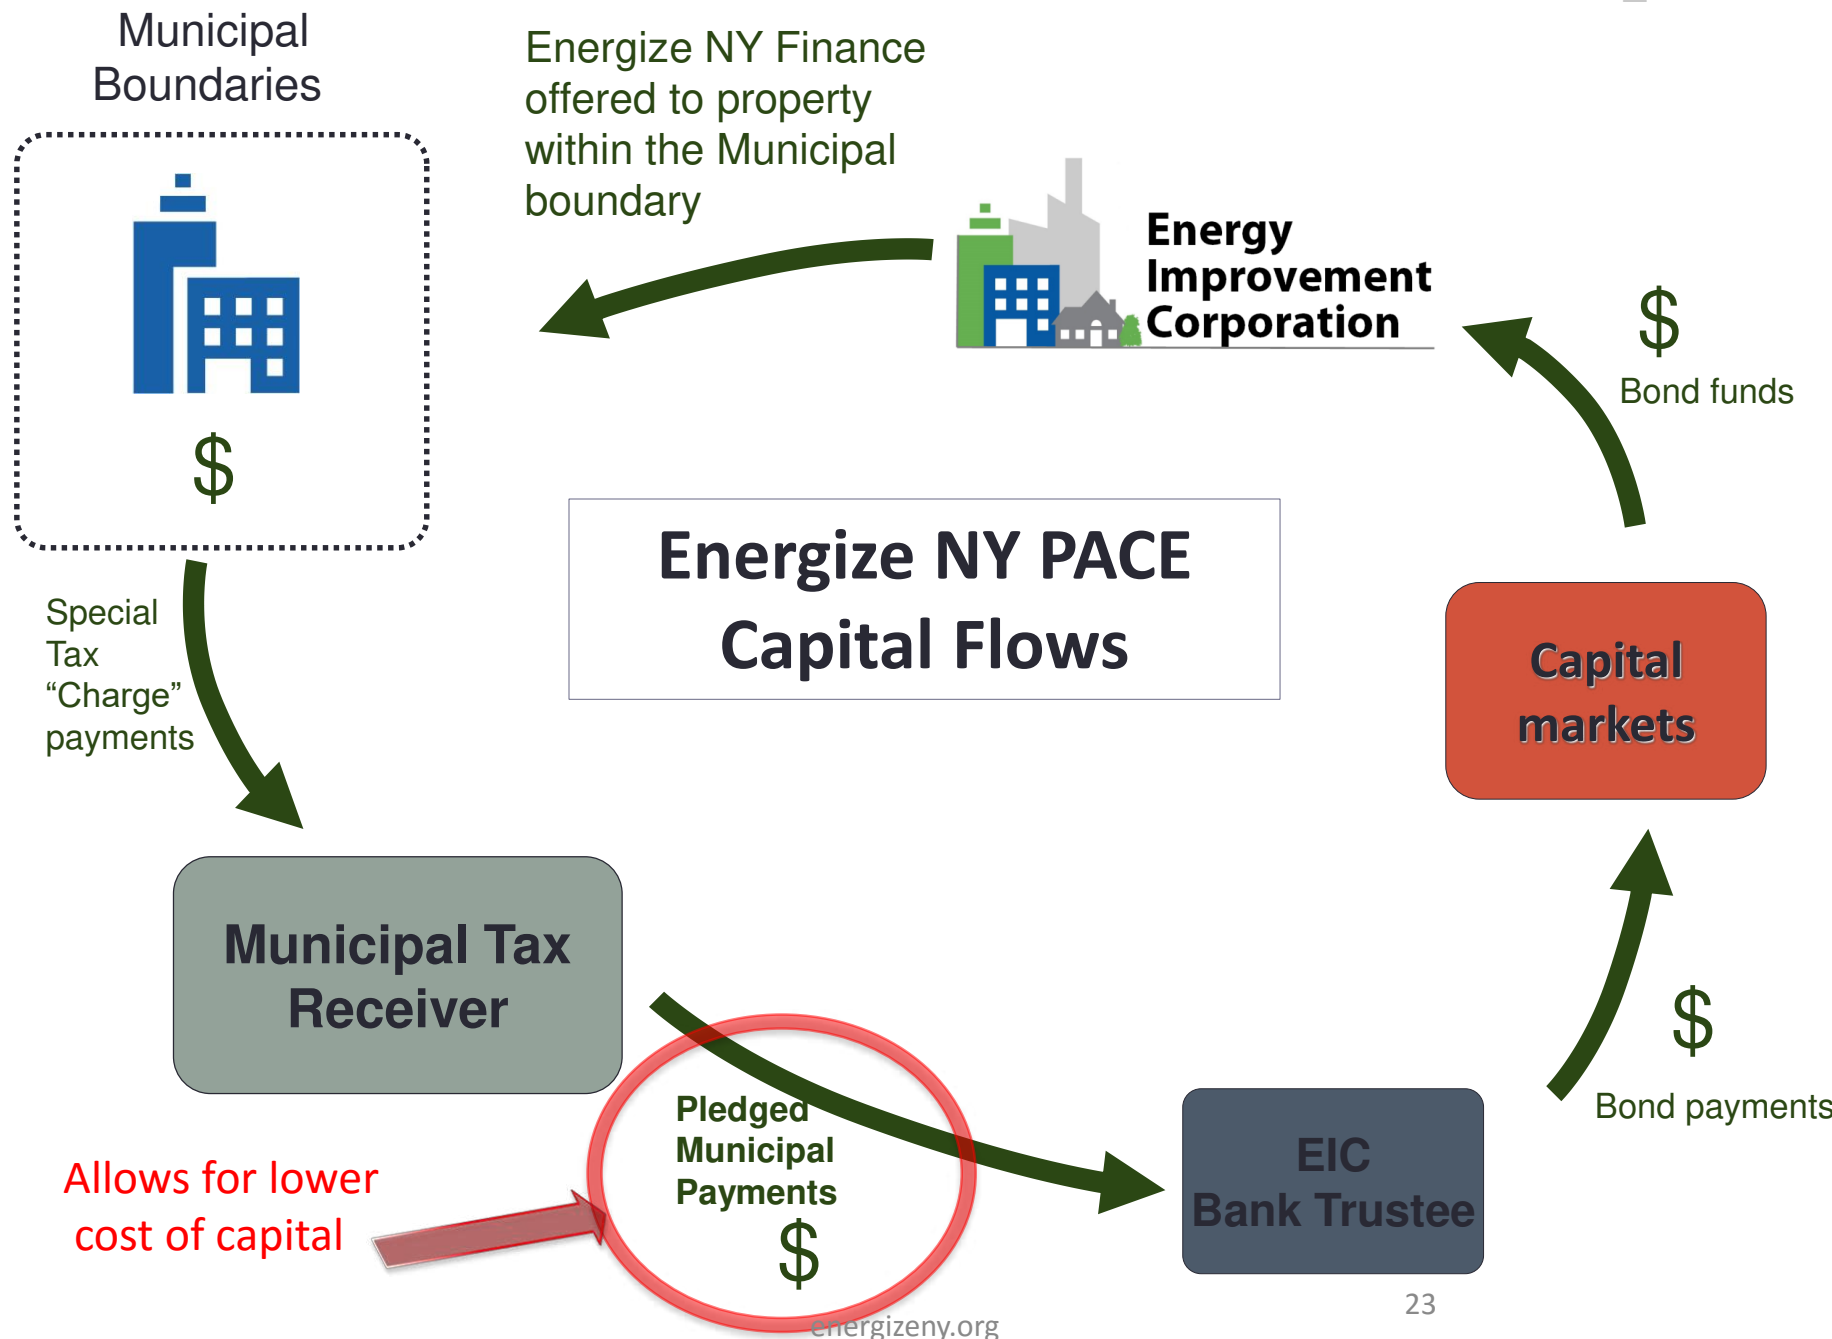 Municipal
Boundaries
$
Energize NY Finance
offered to property
within the Municipal
boundary
Energy
Improvement
Corporation
$
Bond funds
Energize NY PACE
Capital Flows
Special
Tax
“Charge”
payments
Capital
markets
Municipal Tax
Receiver
Pledged
Municipal
Payments
$
Allows for lower
cost of capital
EIC
Bank Trustee
$
Bond payments
23
energizeny.org